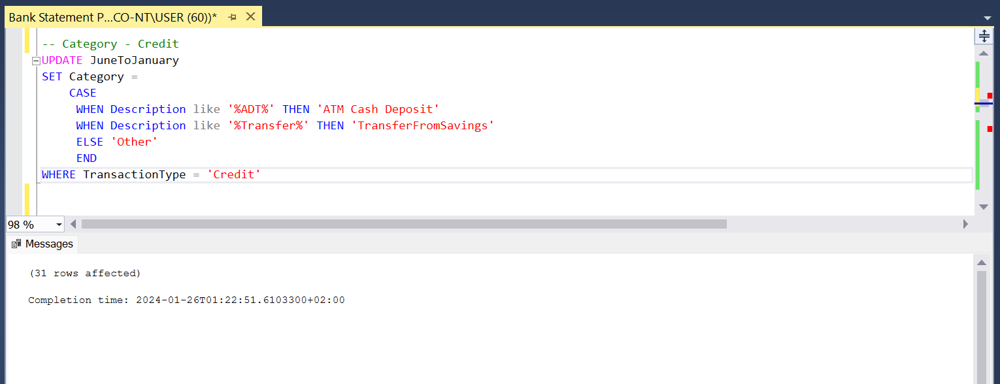 Bank Statement P...CO-NT\USER (60))*
-- Category - Credit
UPDATE JuneToJanuary
SET Category =
CASE
WHEN Description like '%ADT%' THEN 'ATM Cash Deposit'
WHEN Description like '%Transfer%' THEN 'TransferFromSavings'
ELSE 'Other'
END
WHERE TransactionType = 'Credit'
98 %
Messages
(31 rows affected)
Completion time: 2024-01-26T01:22:51.6103300+02:00